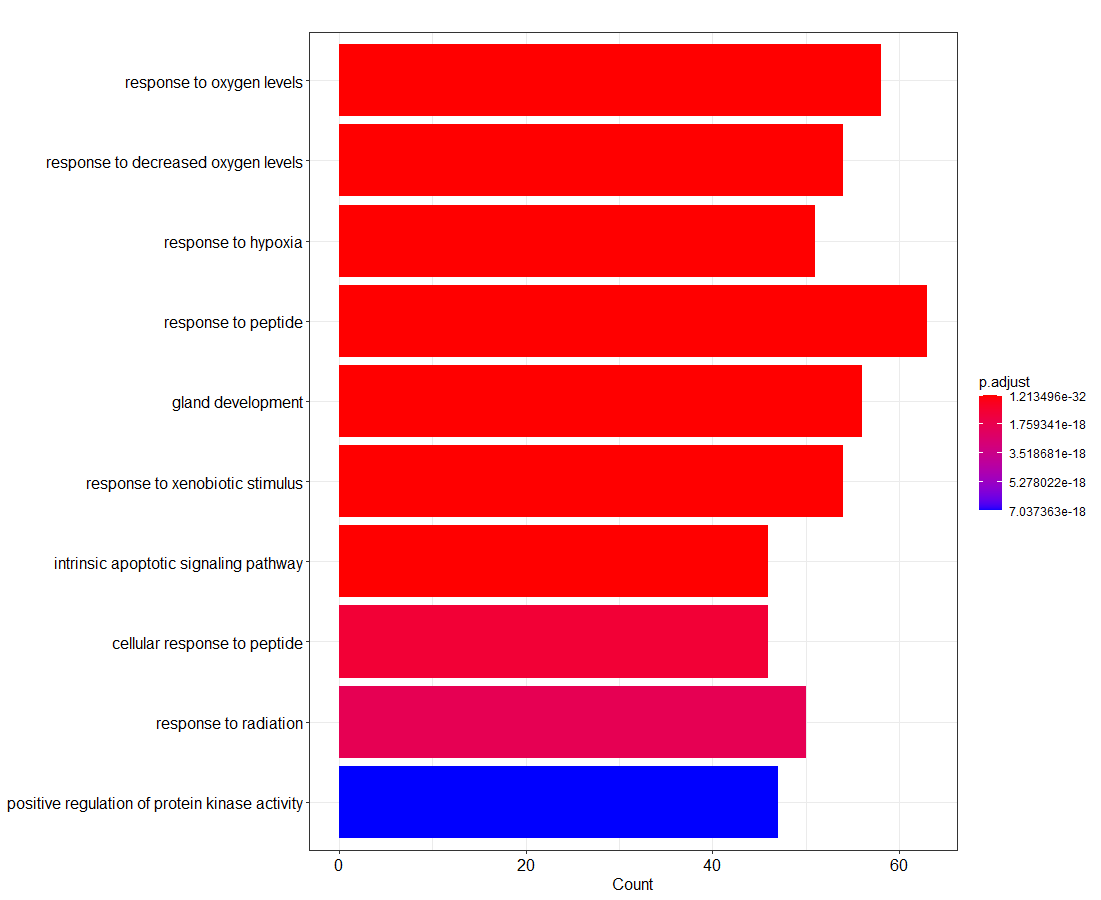 response to oxygen levels
response to decreased oxygen levels
response to hypoxia
response to peptide
gland development
response to xenobiotic stimulus
intrinsic apoptotic signaling pathway
cellular response to peptide
response to radiation
positive regulation of protein kinase activity
0 20 40 60
Count
p.adjust
1.213496e-32
1.759341e-18
3.518681e-18
5.278022e-18
7.037363e-18